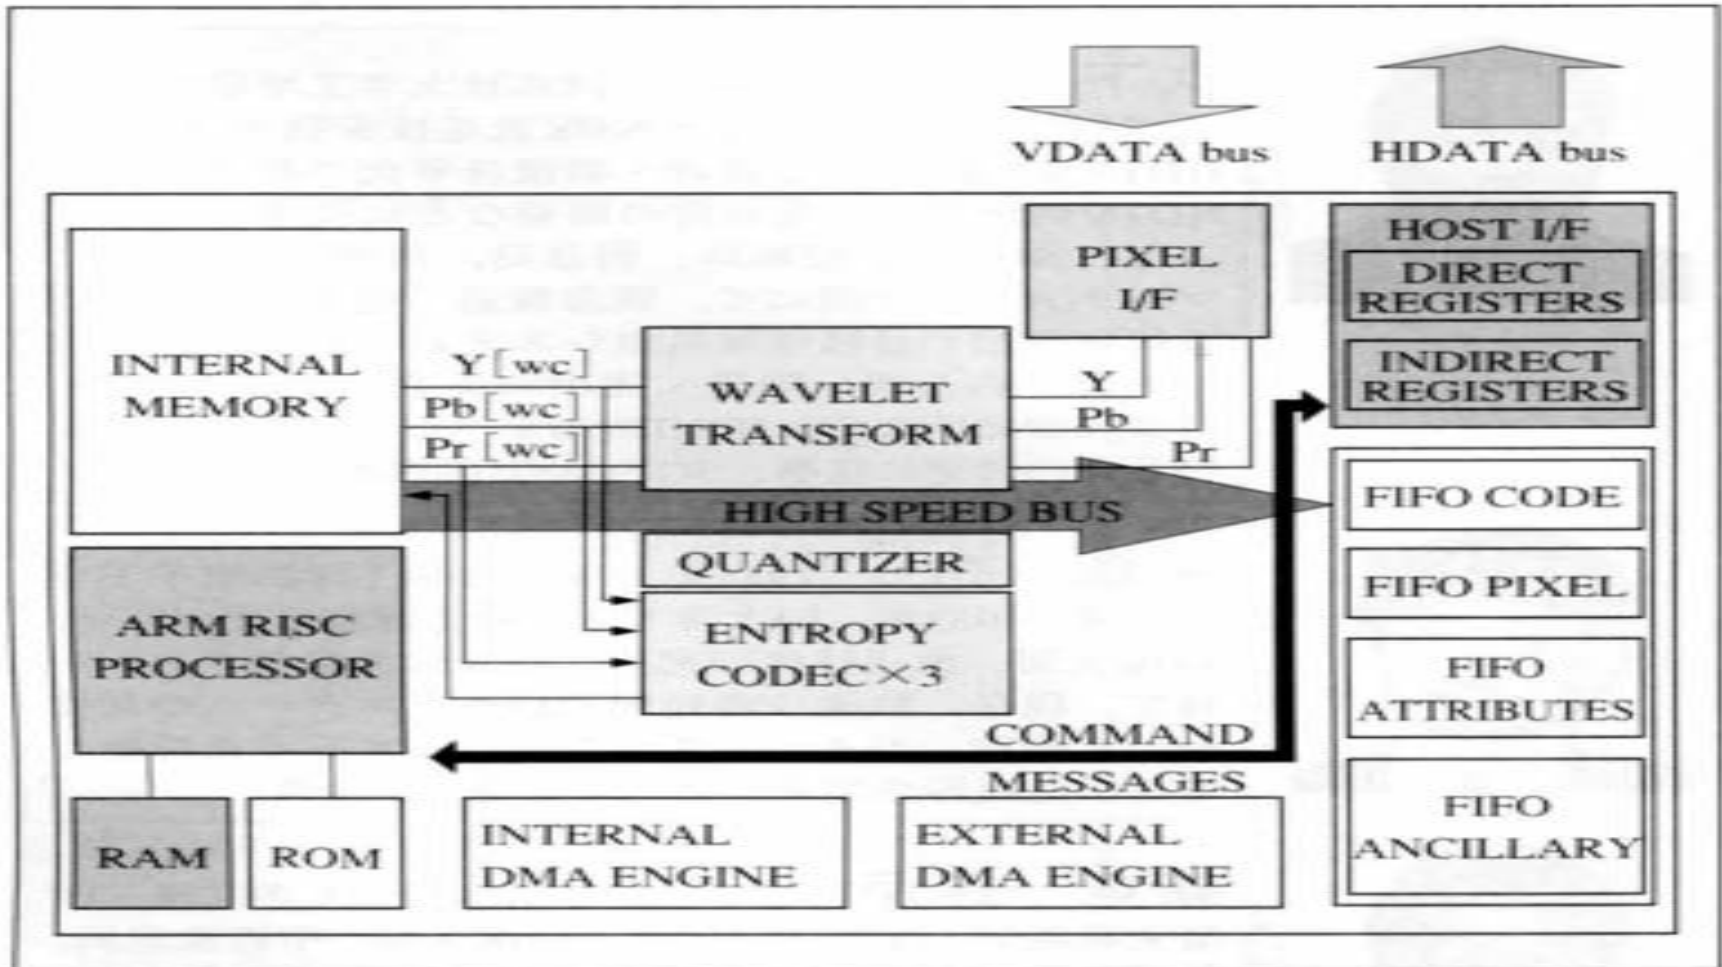 VDATA bus
HDATA bus
PIXEL
I/F
HOST I/F
DIRECT
REGISTERS
INDIRECT
REGISTERS
INTERNAL
MEMORY
Y[wc]
Pb[wc]
Pr[wc]
WAVELET
TRANSFORM
Y
Pb
Pr
HIGH SPEED BUS
FIFO CODE
QUANTIZER
FIFO PIXEL
ARM RISC
PROCESSOR
ENTROPY
CODEC×3
FIFO
ATTRIBUTES
COMMAND
MESSAGES
RAM
ROM
INTERNAL
DMA ENGINE
EXTERNAL
DMA ENGINE
FIFO
ANCILLARY